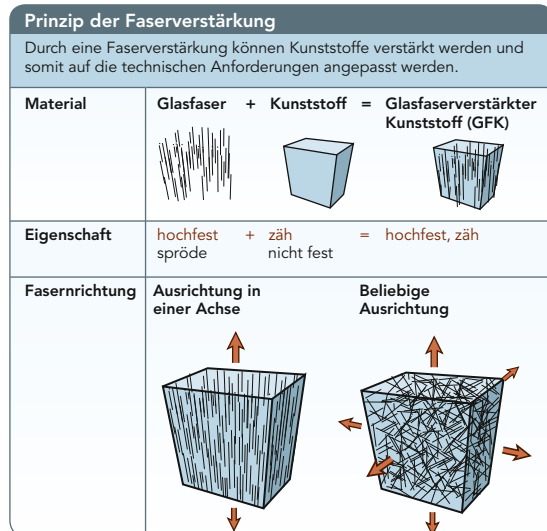 Prinzip der Faserverstärkung
Durch eine Faserverstärkung können Kunststoffe verstärkt werden und
somit auf die technischen Anforderungen angepasst werden.
Material
Glasfaser + Kunststoff = Glasfaserverstärkter
Kunststoff (GFK)
Eigenschaft
hochfest + zäh = hochfest, zäh
spröde nicht fest
Fasernrichtung
Ausrichtung in
einer Achse
Beliebige
Ausrichtung